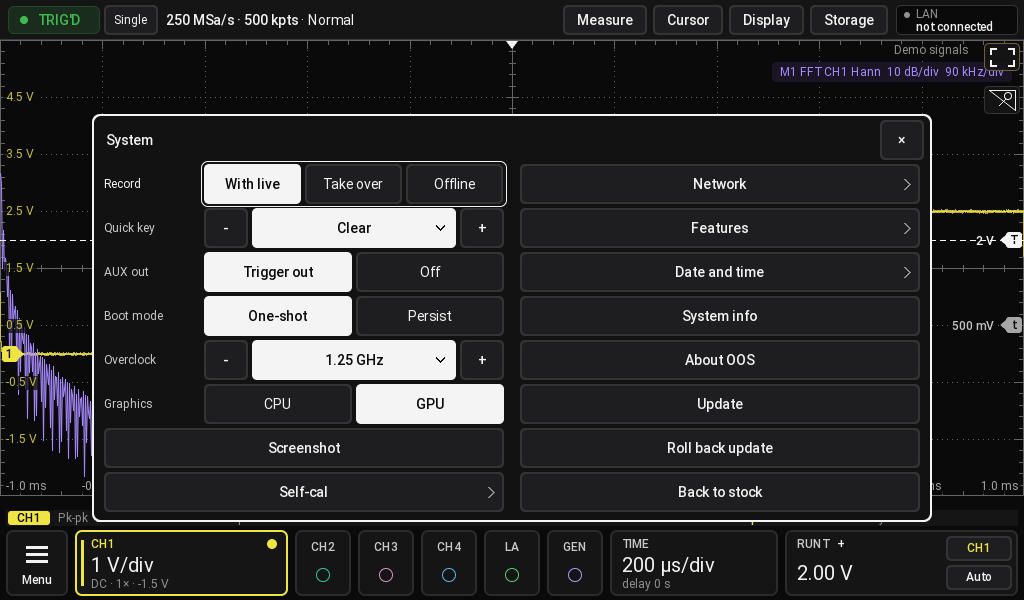 TRIG'D Single 250 MSa/s · 500 kpts · Normal Measure Cursor Display Storage LAN
not connected
Demo signals
M1 FFT CH1 Hann 10 dB/div 90 kHz/div
4.5 V
System ×
3.5 V
Record With live Take over Offline Network
2.5 V
Quick key - Clear + Features
2 V T
1.5 V
AUX out Trigger out Off Date and time
Boot mode One-shot Persist System info
0.5 V
500 mV t
1
Overclock - 1.25 GHz + About OOS
-0.5 V
Graphics CPU GPU Update
-1.5 V
Screenshot Roll back update
-1.0 ms 1.0 ms
Self-cal Back to stock
CH1 Pk-pk
Menu
CH1
1 V/div
DC · 1× · -1.5 V
CH2
CH3
CH4
LA
GEN
TIME
200 µs/div
delay 0 s
RUNT +
2.00 V
CH1
Auto